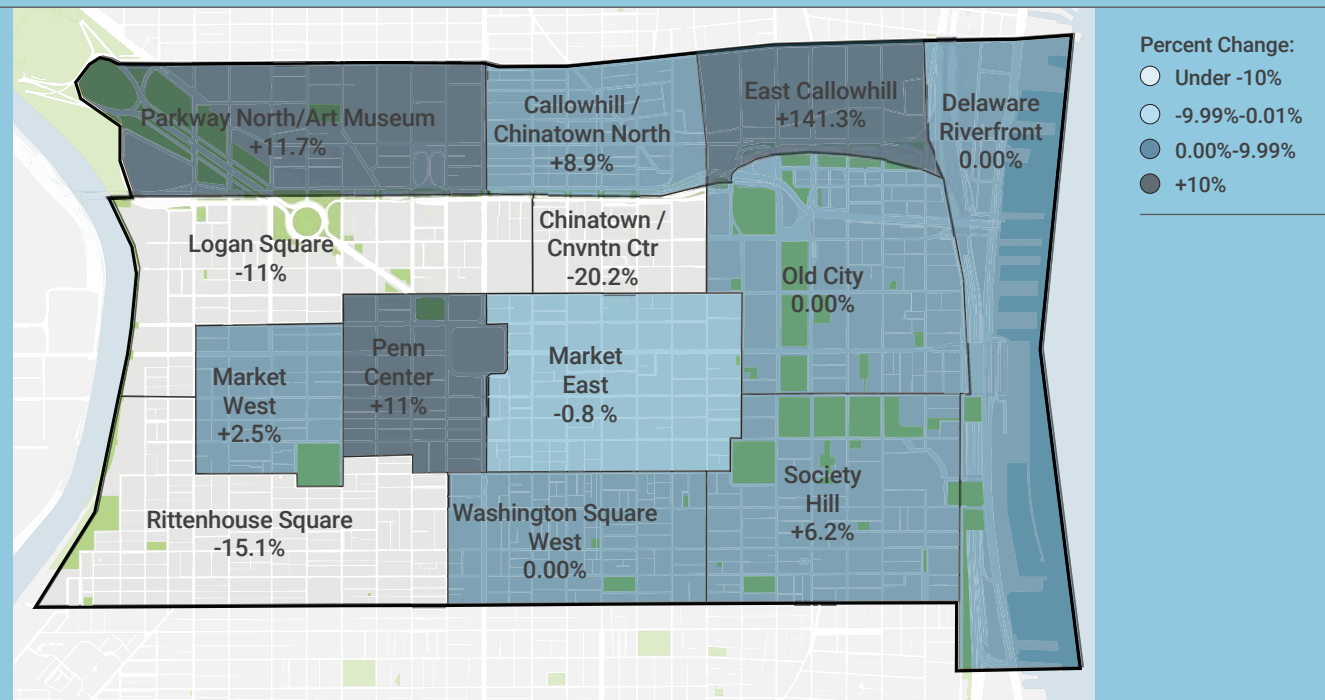 Percent Change:
Under -10%
-9.99%-0.01%
0.00%-9.99%
+10%
Parkway North/Art Museum
+11.7%
Callowhill /
Chinatown North
+8.9%
East Callowhill
+141.3%
Delaware
Riverfront
0.00%
Logan Square
-11%
Chinatown /
Cnvntn Ctr
-20.2%
Old City
0.00%
Market
West
+2.5%
Penn
Center
+11%
Market
East
-0.8 %
Rittenhouse Square
-15.1%
Washington Square
West
0.00%
Society
Hill
+6.2%